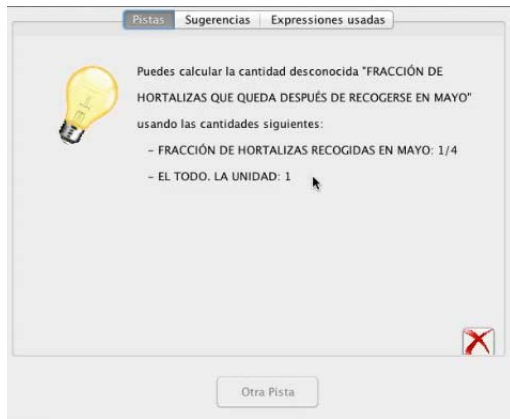 Pistas Sugerencias Expressiones usadas
Puedes calcular la cantidad desconocida "FRACCIÓN DE
HORTALIZAS QUE QUEDA DESPUÉS DE RECOGERSE EN MAYO"
usando las cantidades siguientes:
– FRACCIÓN DE HORTALIZAS RECOGIDAS EN MAYO: 1/4
– EL TODO. LA UNIDAD: 1
Otra Pista